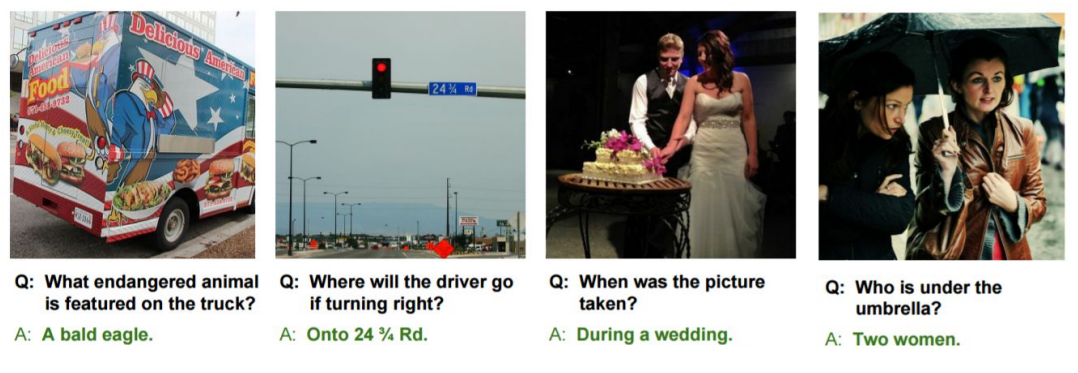 Delicious
American
Food
Delicious American
24 ¾ Rd
Q: What endangered animal
is featured on the truck?
A: A bald eagle.
Q: Where will the driver go
if turning right?
A: Onto 24 ¾ Rd.
Q: When was the picture
taken?
A: During a wedding.
Q: Who is under the
umbrella?
A: Two women.